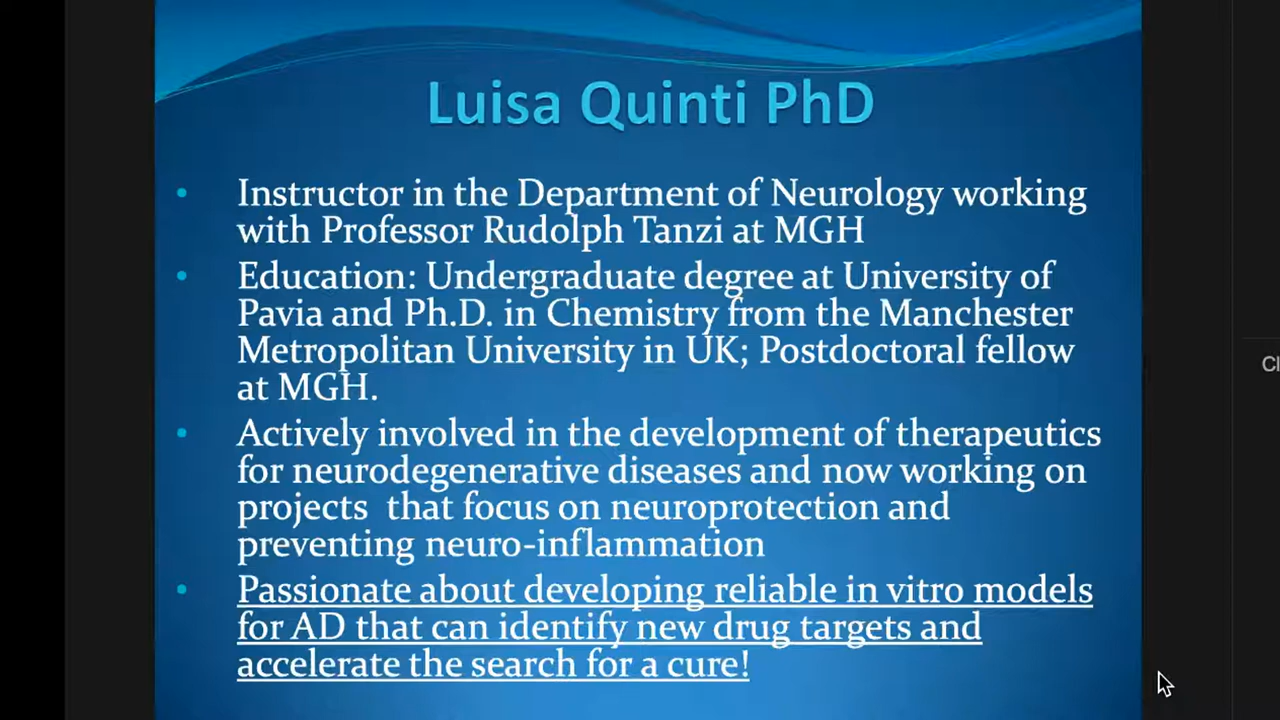 Luisa Quinti PhD
• Instructor in the Department of Neurology working
with Professor Rudolph Tanzi at MGH
• Education: Undergraduate degree at University of
Pavia and Ph.D. in Chemistry from the Manchester
Metropolitan University in UK; Postdoctoral fellow
at MGH.
• Actively involved in the development of therapeutics
for neurodegenerative diseases and now working on
projects  that focus on neuroprotection and
preventing neuro-inflammation
• Passionate about developing reliable in vitro models
for AD that can identify new drug targets and
accelerate the search for a cure!